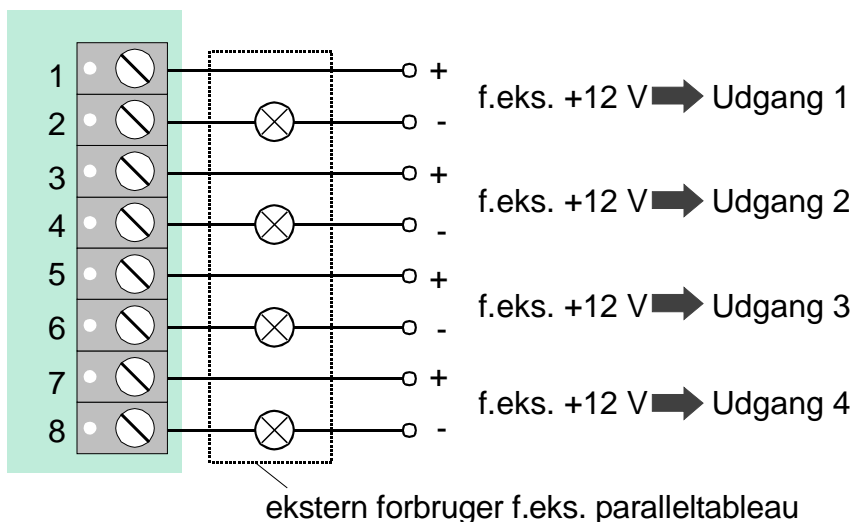 1 +
f.eks. +12 V Udgang 1
2 -
3 +
f.eks. +12 V Udgang 2
4 -
5 +
f.eks. +12 V Udgang 3
6 -
7 +
f.eks. +12 V Udgang 4
8 -
ekstern forbruger f.eks. paralleltableau